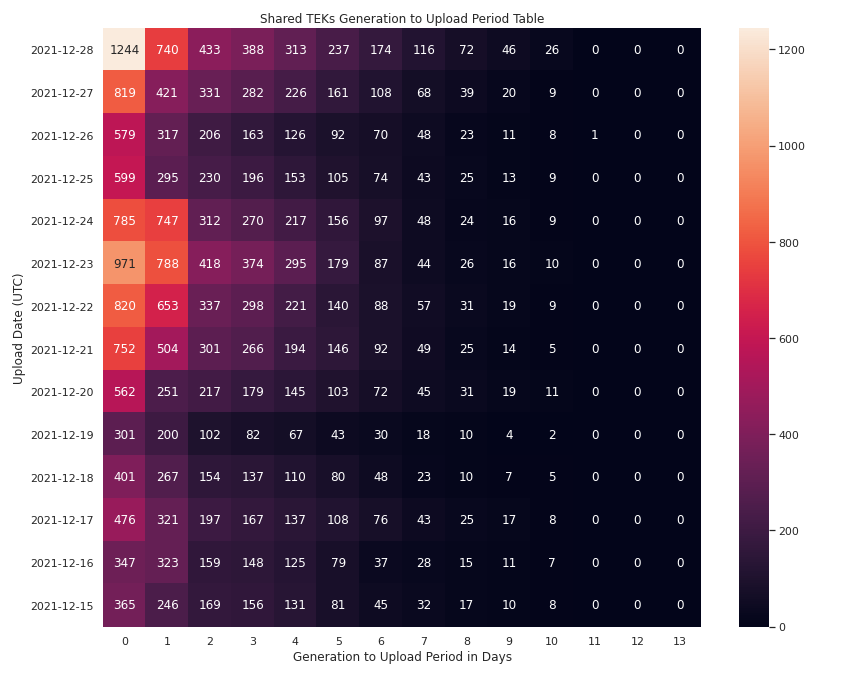 Shared TEKs Generation to Upload Period Table
Upload Date (UTC)
2021-12-28 1244 740 433 388 313 237 174 116 72 46 26 0 0 0
2021-12-27 819 421 331 282 226 161 108 68 39 20 9 0 0 0
2021-12-26 579 317 206 163 126 92 70 48 23 11 8 1 0 0
2021-12-25 599 295 230 196 153 105 74 43 25 13 9 0 0 0
2021-12-24 785 747 312 270 217 156 97 48 24 16 9 0 0 0
2021-12-23 971 788 418 374 295 179 87 44 26 16 10 0 0 0
2021-12-22 820 653 337 298 221 140 88 57 31 19 9 0 0 0
2021-12-21 752 504 301 266 194 146 92 49 25 14 5 0 0 0
2021-12-20 562 251 217 179 145 103 72 45 31 19 11 0 0 0
2021-12-19 301 200 102 82 67 43 30 18 10 4 2 0 0 0
2021-12-18 401 267 154 137 110 80 48 23 10 7 5 0 0 0
2021-12-17 476 321 197 167 137 108 76 43 25 17 8 0 0 0
2021-12-16 347 323 159 148 125 79 37 28 15 11 7 0 0 0
2021-12-15 365 246 169 156 131 81 45 32 17 10 8 0 0 0
0 1 2 3 4 5 6 7 8 9 10 11 12 13
Generation to Upload Period in Days
1200
1000
800
600
400
200
0